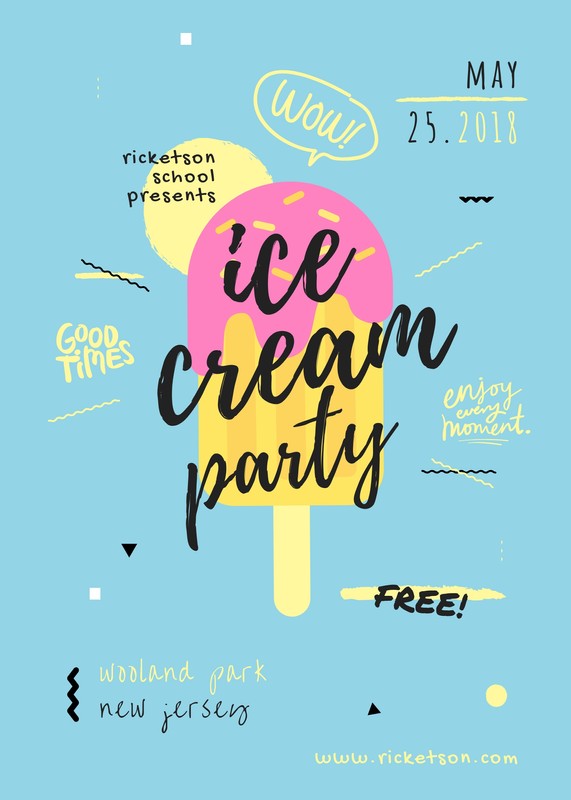 MAY
25.2018
WOW!
ricketson
school
presents
ice
cream
party
GOOD
TiMES
enjoy
every
moment.
FREE!
wooland park
new jersey
www.ricketson.com